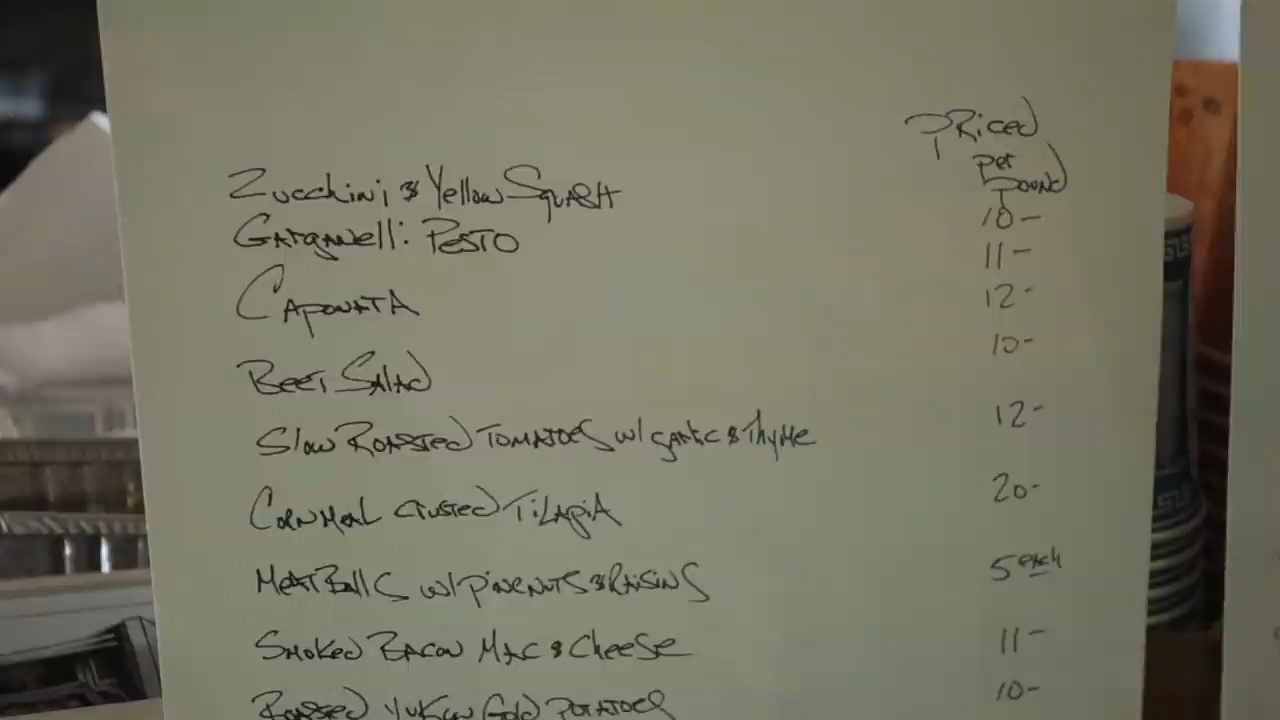 PRiced
per
Pound
Zucchini & Yellow Squash 10-
Garganelli: Pesto 11-
Caponata 12-
Beet Salad 10-
Slow Roasted Tomatoes w/ garlic & Thyme 12-
Cornmeal crusted Tilapia 20-
Meatballs w/ pinenuts & Raisins 5 each
Smoked Bacon Mac & Cheese 11-
Roasted Yukon Gold Potatoes 10-